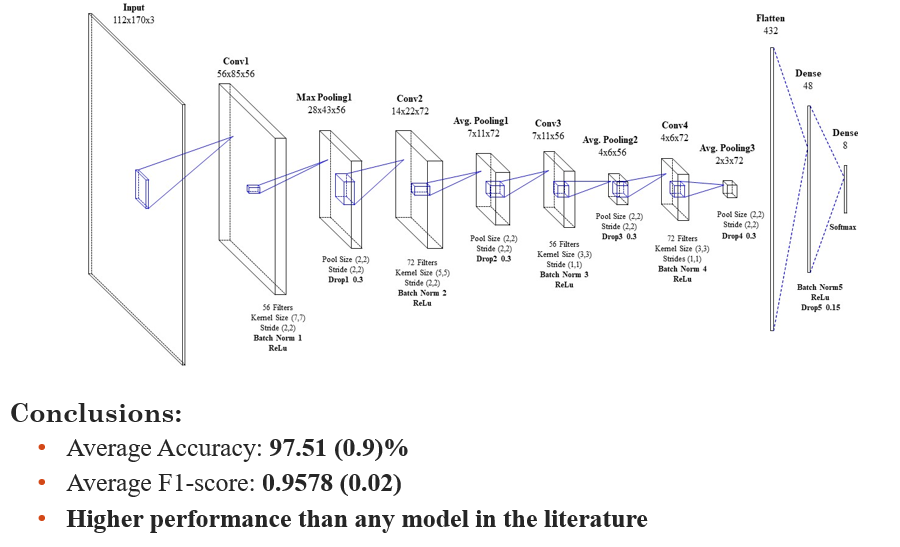 Input
112x170x3
Conv1
56x85x56
56 Filters
Kernel Size (7,7)
Stride (2,2)
Batch Norm 1
ReLu
Max Pooling1
28x43x56
Pool Size (2,2)
Stride (2,2)
Drop1 0.3
Conv2
14x22x72
72 Filters
Kernel Size (5,5)
Stride (2,2)
Batch Norm 2
ReLu
Avg. Pooling1
7x11x72
Pool Size (2,2)
Stride (2,2)
Drop2 0.3
Conv3
7x11x56
56 Filters
Kernel Size (3,3)
Stride (1,1)
Batch Norm 3
ReLu
Avg. Pooling2
4x6x56
Pool Size (2,2)
Stride (2,2)
Drop3 0.3
Conv4
4x6x72
72 Filters
Kernel Size (3,3)
Strides (1,1)
Batch Norm 4
ReLu
Avg. Pooling3
2x3x72
Pool Size (2,2)
Stride (2,2)
Drop4 0.3
Flatten
432
Dense
48
Batch Norm5
ReLu
Drop5 0.15
Dense
8
Softmax
Conclusions:
• Average Accuracy: 97.51 (0.9)%
• Average F1-score: 0.9578 (0.02)
• Higher performance than any model in the literature